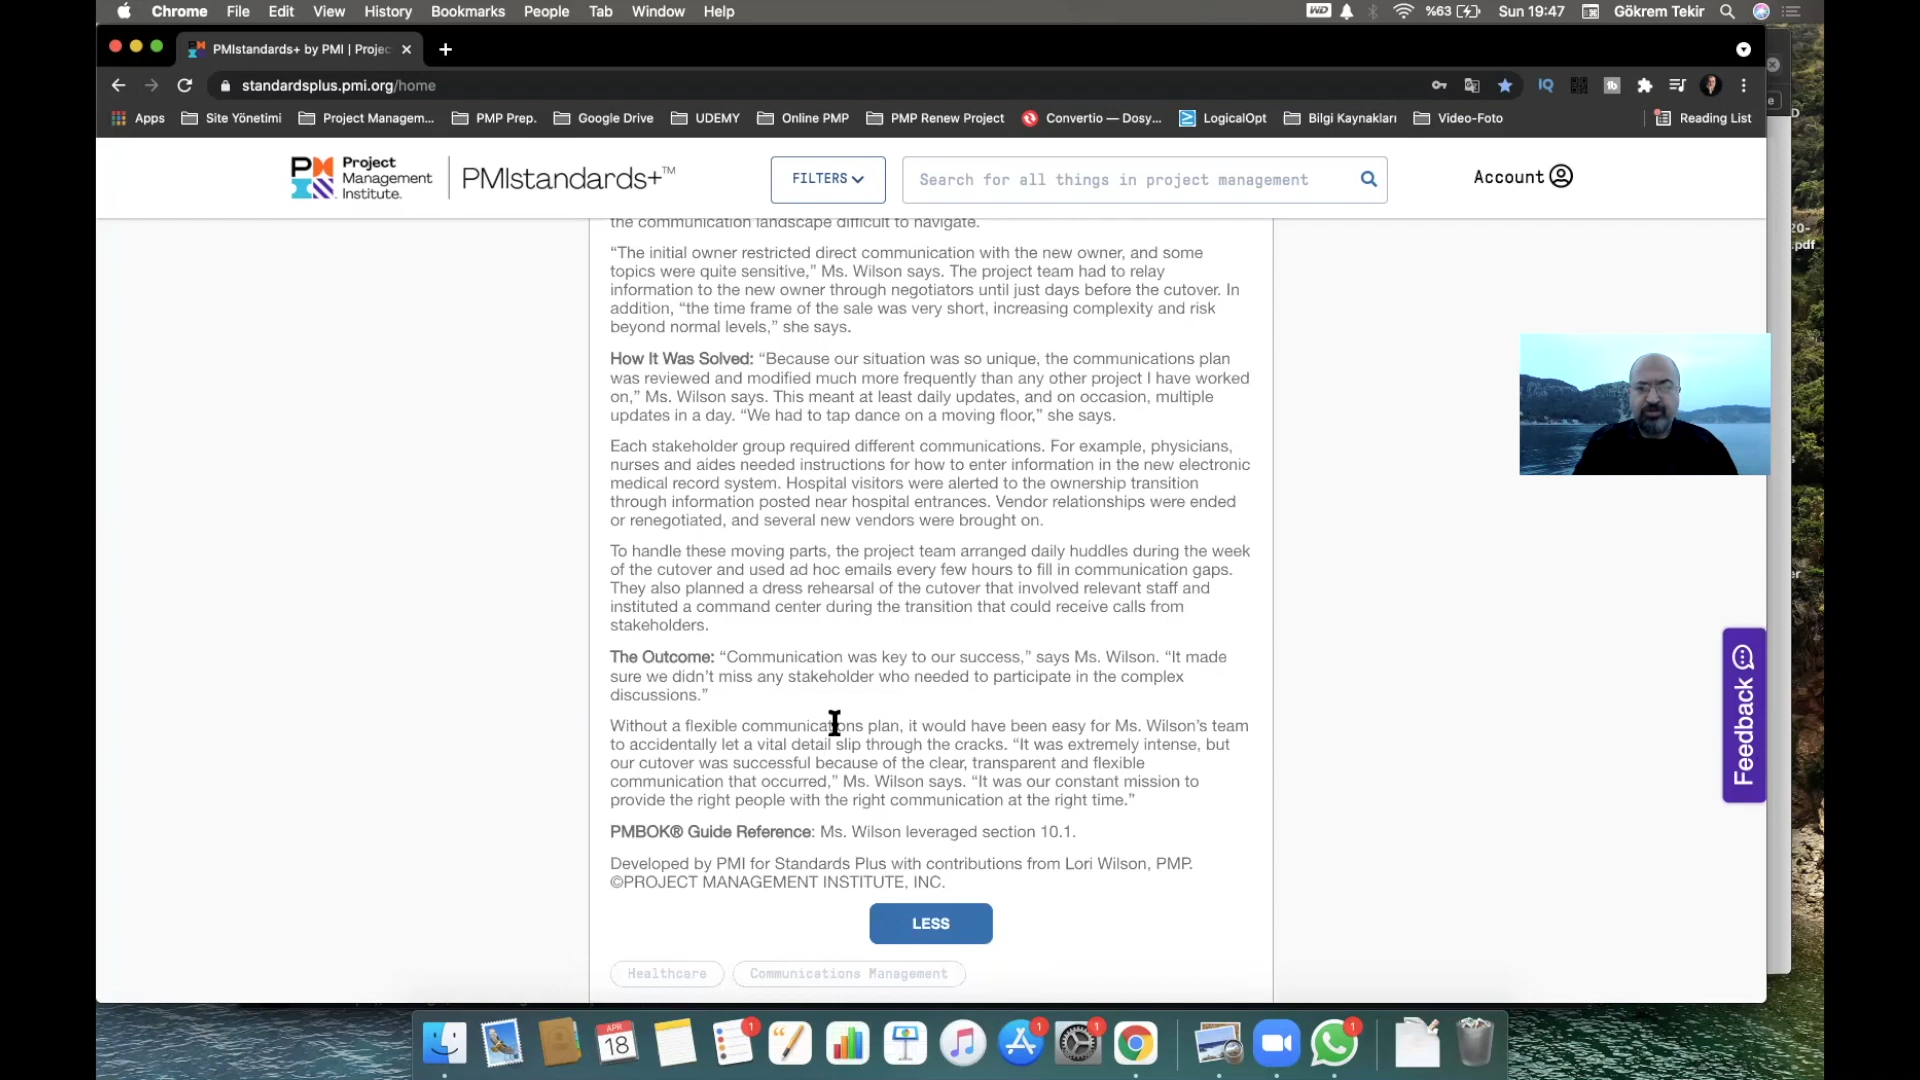 Chrome File Edit View History Bookmarks People Tab Window Help WD %63 Sun 19:47 Gökrem Tekir
PMIstandards+ by PMI | Projec
standardsplus.pmi.org/home
Apps Site Yönetimi Project Managem... PMP Prep. Google Drive UDEMY Online PMP PMP Renew Project Convertio — Dosy... LogicalOpt Bilgi Kaynakları Video-Foto Reading List
Project
Management
Institute.
PMIstandards+™
FILTERS
Search for all things in project management
Account
the communication landscape difficult to navigate.
“The initial owner restricted direct communication with the new owner, and some
topics were quite sensitive,” Ms. Wilson says. The project team had to relay
information to the new owner through negotiators until just days before the cutover. In
addition, “the time frame of the sale was very short, increasing complexity and risk
beyond normal levels,” she says.
How It Was Solved: “Because our situation was so unique, the communications plan
was reviewed and modified much more frequently than any other project I have worked
on,” Ms. Wilson says. This meant at least daily updates, and on occasion, multiple
updates in a day. “We had to tap dance on a moving floor,” she says.
Each stakeholder group required different communications. For example, physicians,
nurses and aides needed instructions for how to enter information in the new electronic
medical record system. Hospital visitors were alerted to the ownership transition
through information posted near hospital entrances. Vendor relationships were ended
or renegotiated, and several new vendors were brought on.
To handle these moving parts, the project team arranged daily huddles during the week
of the cutover and used ad hoc emails every few hours to fill in communication gaps.
They also planned a dress rehearsal of the cutover that involved relevant staff and
instituted a command center during the transition that could receive calls from
stakeholders.
The Outcome: “Communication was key to our success,” says Ms. Wilson. “It made
sure we didn’t miss any stakeholder who needed to participate in the complex
discussions.”
Without a flexible communications plan, it would have been easy for Ms. Wilson’s team
to accidentally let a vital detail slip through the cracks. “It was extremely intense, but
our cutover was successful because of the clear, transparent and flexible
communication that occurred,” Ms. Wilson says. “It was our constant mission to
provide the right people with the right communication at the right time.”
PMBOK® Guide Reference: Ms. Wilson leveraged section 10.1.
Developed by PMI for Standards Plus with contributions from Lori Wilson, PMP.
©PROJECT MANAGEMENT INSTITUTE, INC.
LESS
Healthcare Communications Management
Feedback
20-
.pdf
APR
18
1
1
1
1